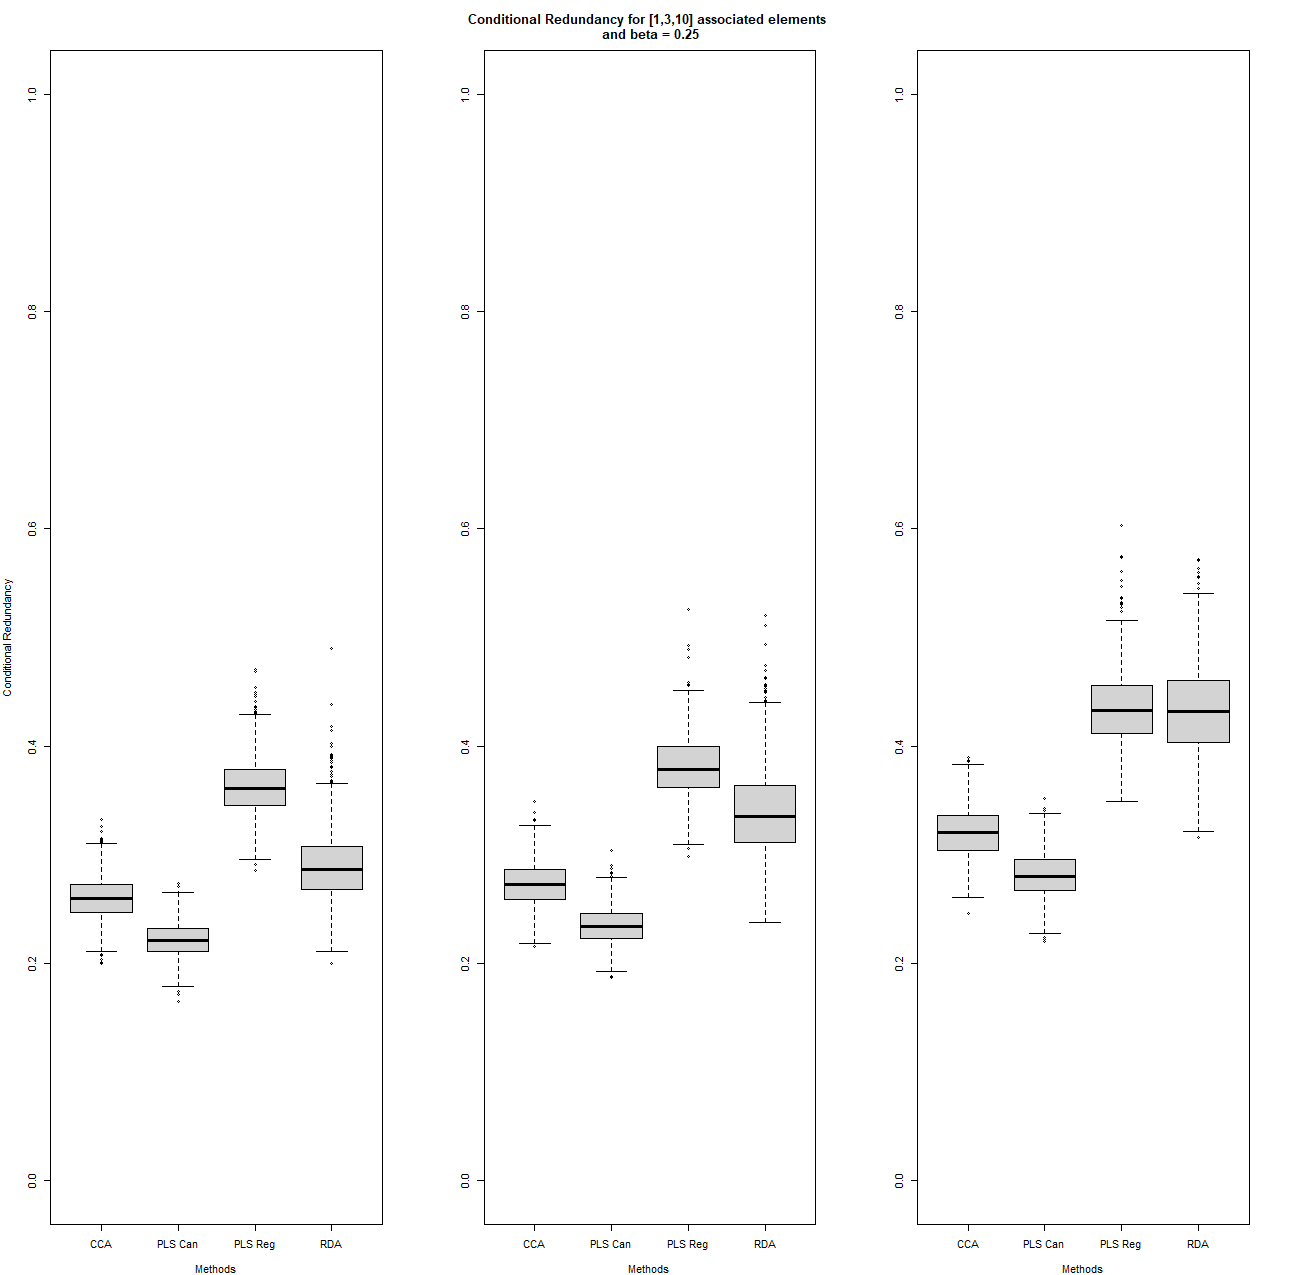 Conditional Redundancy for [1,3,10] associated elements
and beta = 0.25
Conditional Redundancy
1.0
0.8
0.6
0.4
0.2
0.0
CCA PLS Can PLS Reg RDA
Methods
1.0
0.8
0.6
0.4
0.2
0.0
CCA PLS Can PLS Reg RDA
Methods
1.0
0.8
0.6
0.4
0.2
0.0
CCA PLS Can PLS Reg RDA
Methods